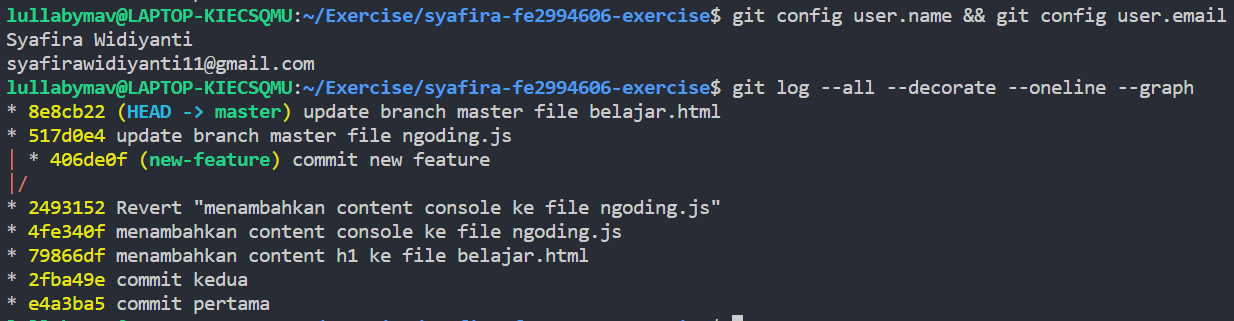 lullabymav@LAPTOP-KIECSQMU:~/Exercise/syafira-fe2994606-exercise$ git config user.name && git config user.email
Syafira Widiyanti
syafirawidiyanti11@gmail.com
lullabymav@LAPTOP-KIECSQMU:~/Exercise/syafira-fe2994606-exercise$ git log --all --decorate --oneline --graph
* 8e8cb22 (HEAD -> master) update branch master file belajar.html
* 517d0e4 update branch master file ngoding.js
| * 406de0f (new-feature) commit new feature
|/
* 2493152 Revert "menambahkan content console ke file ngoding.js"
* 4fe340f menambahkan content console ke file ngoding.js
* 79866df menambahkan content h1 ke file belajar.html
* 2fba49e commit kedua
* e4a3ba5 commit pertama